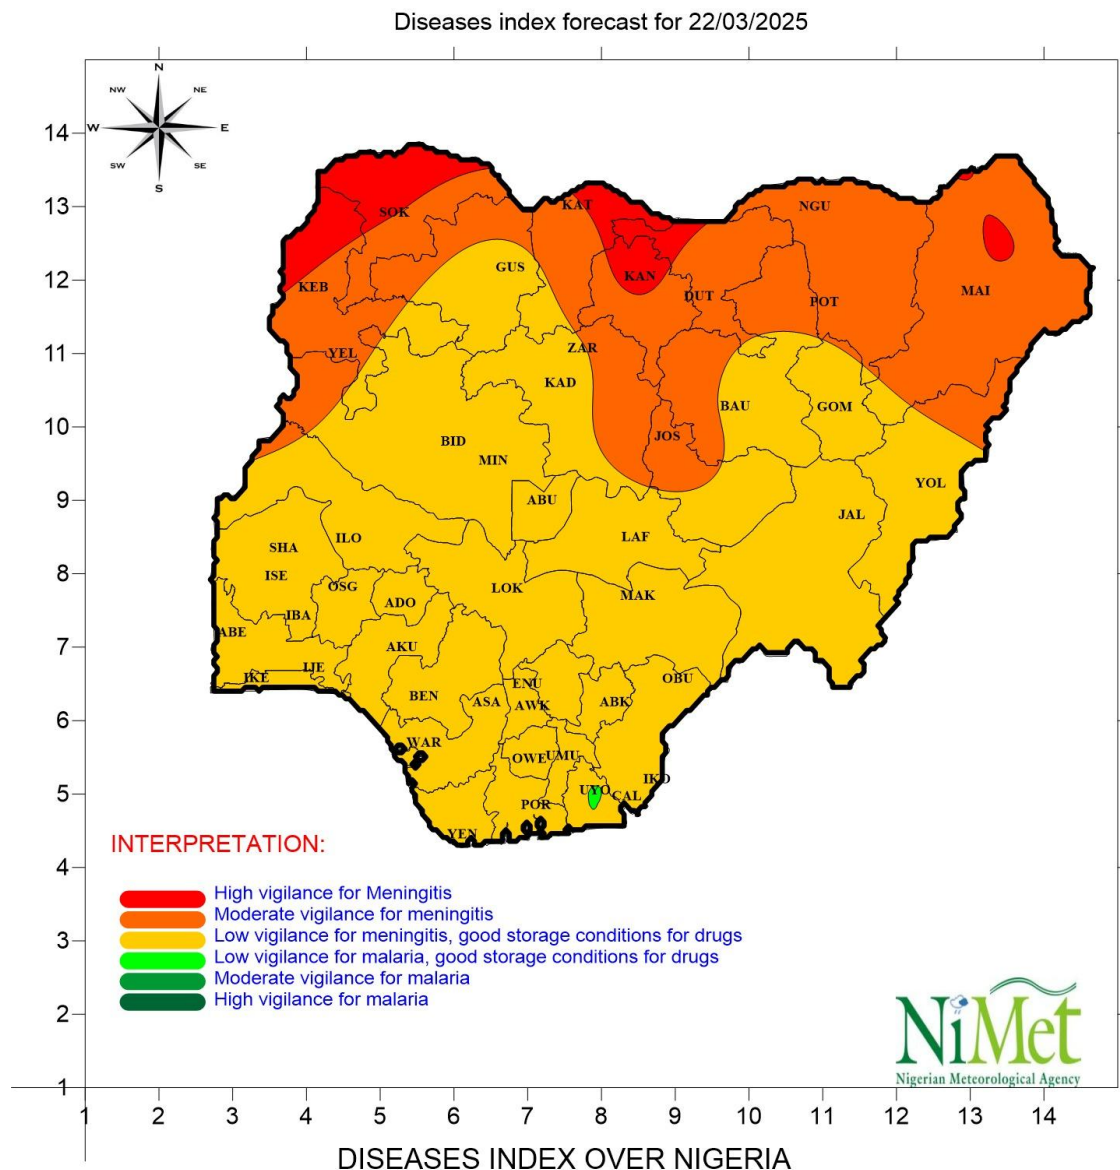 Diseases index forecast for 22/03/2025
N
NW NE
W E
SW SE
S
14
13
12
11
10
9
8
7
6
5
4
3
2
1
KAT
NGU
SOK
GUS
KAN
KEB
DUT
POT
MAI
ZAR
YEL
KAD
BAU
GOM
JOS
BID
MIN
YOL
ABU
JAL
ILO
LAF
SHA
ISE
OSG
LOK
MAK
ADO
IBA
ABE
AKU
IJE
IKE
ENU
OBU
BEN
ASA
AWK
ABK
WAR
OWE
UMU
IKO
UYO
CAL
POR
YEN
INTERPRETATION:
High vigilance for Meningitis
Moderate vigilance for meningitis
Low vigilance for meningitis, good storage conditions for drugs
Low vigilance for malaria, good storage conditions for drugs
Moderate vigilance for malaria
High vigilance for malaria
NiMet
Nigerian Meteorological Agency
1 2 3 4 5 6 7 8 9 10 11 12 13 14
DISEASES INDEX OVER NIGERIA